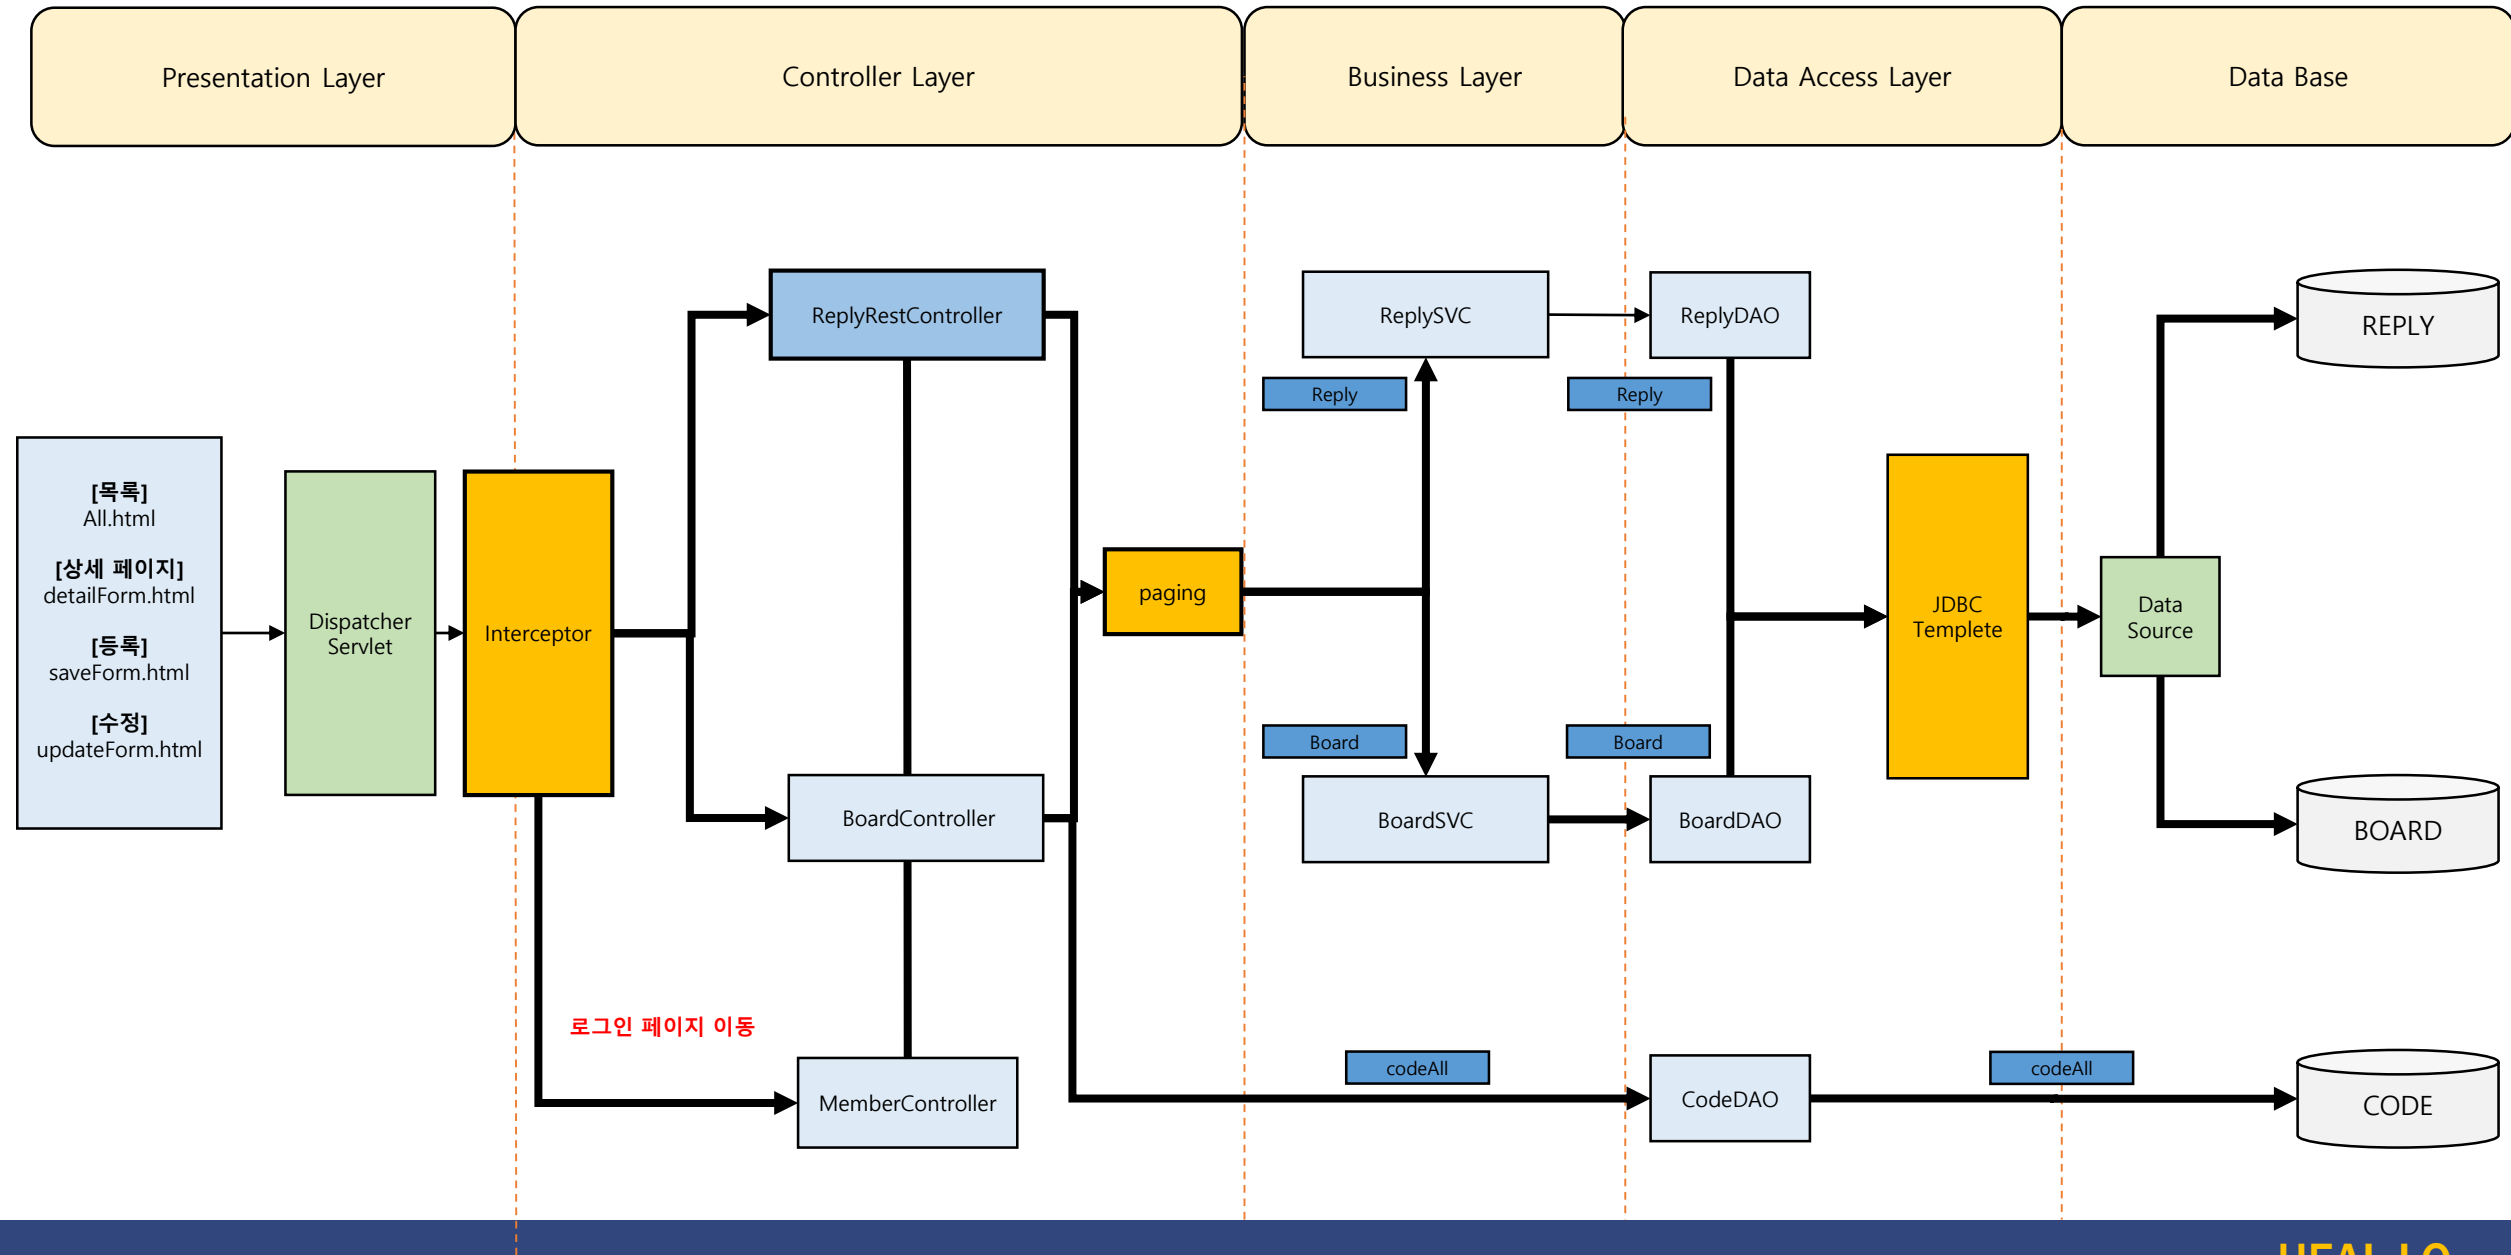 Presentation Layer
Controller Layer
Business Layer
Data Access Layer
Data Base
[목록]
All.html
[상세 페이지]
detailForm.html
[등록]
saveForm.html
[수정]
updateForm.html
Dispatcher
Servlet
Interceptor
ReplyRestController
BoardController
로그인 페이지 이동
MemberController
paging
ReplySVC
Reply
Board
BoardSVC
codeAll
ReplyDAO
Reply
Board
BoardDAO
CodeDAO
JDBC
Templete
codeAll
Data
Source
REPLY
BOARD
CODE